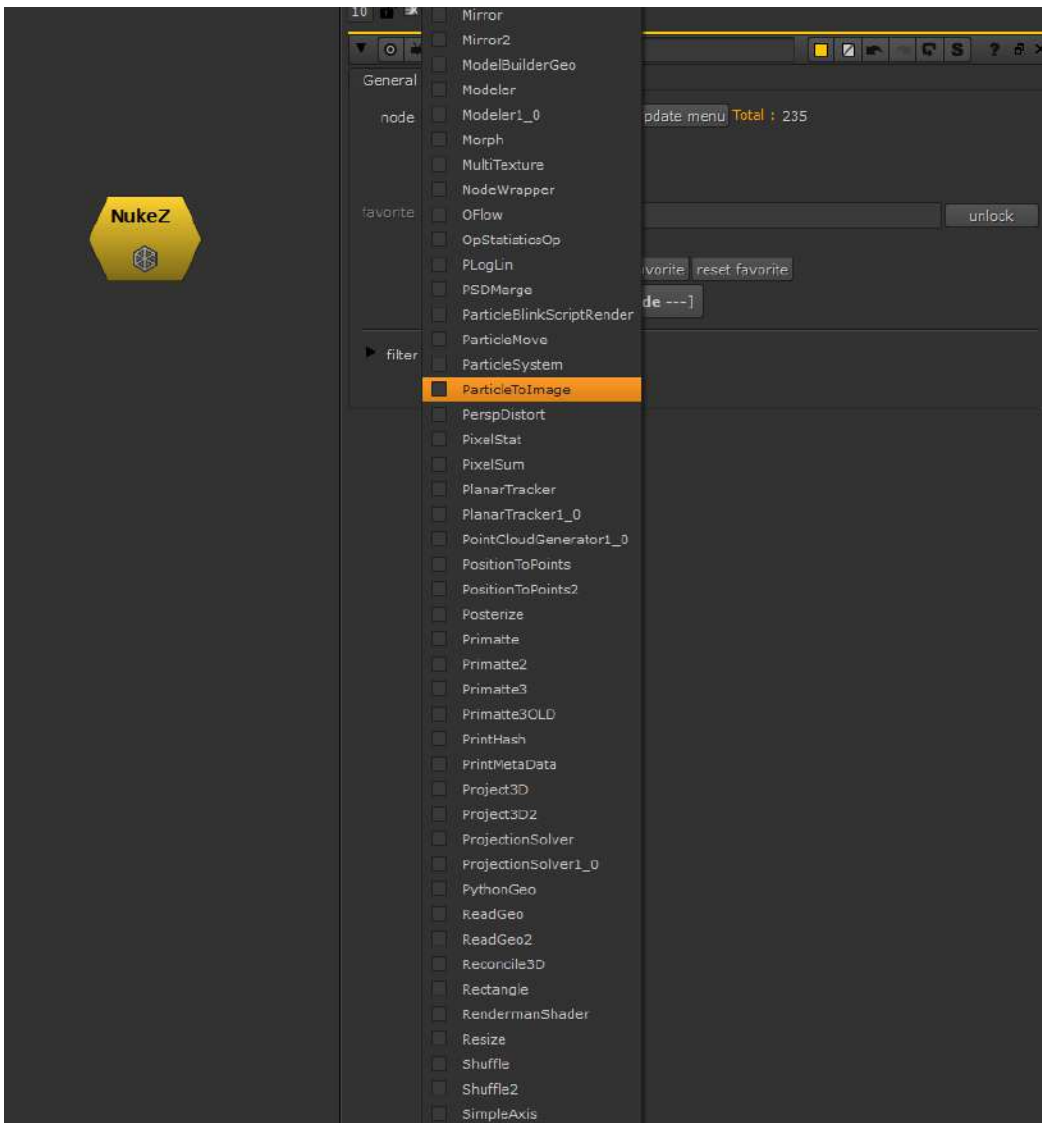 10
Mirror
Mirror2
S ?
ModelBuilderGeo
General
Modeler
node
Modeler1_0
pdate menu Total : 235
Morph
MultiTexture
NodeWrapper
NukeZ
favorite
OFlow
unlock
OpStatisticsOp
PLogLin
vorite reset favorite
PSDMerge
de ---]
ParticleBlinkScriptRender
ParticleMove
filter
ParticleSystem
ParticleToImage
PerspDistort
PixelStat
PixelSum
PlanarTracker
PlanarTracker1_0
PointCloudGenerator1_0
PositionToPoints
PositionToPoints2
Posterize
Primatte
Primatte2
Primatte3
Primatte3OLD
PrintHash
PrintMetaData
Project3D
Project3D2
ProjectionSolver
ProjectionSolver1_0
PythonGeo
ReadGeo
ReadGeo2
Reconcile3D
Rectangle
RendermanShader
Resize
Shuffle
Shuffle2
SimpleAxis